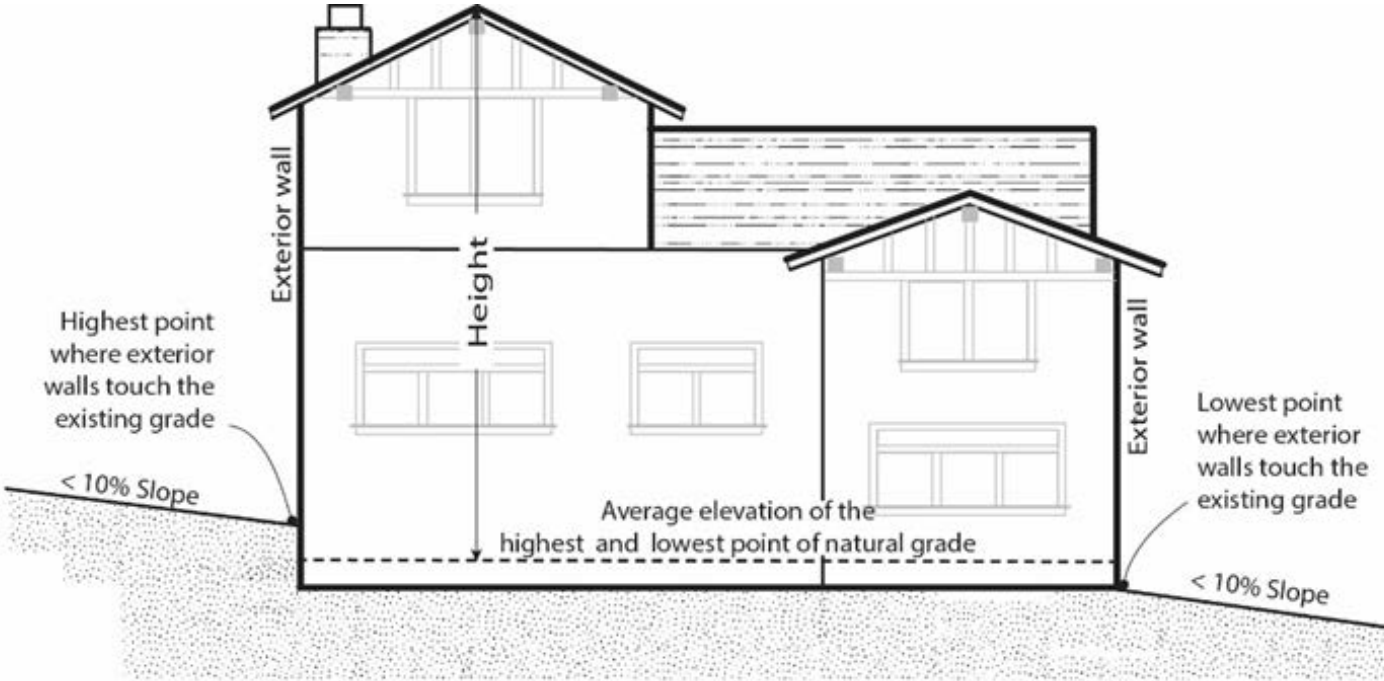 Exterior wall
Height
Highest point
where exterior
walls touch the
existing grade
< 10% Slope
Average elevation of the
highest and lowest point of natural grade
Exterior wall
Lowest point
where exterior
walls touch the
existing grade
< 10% Slope